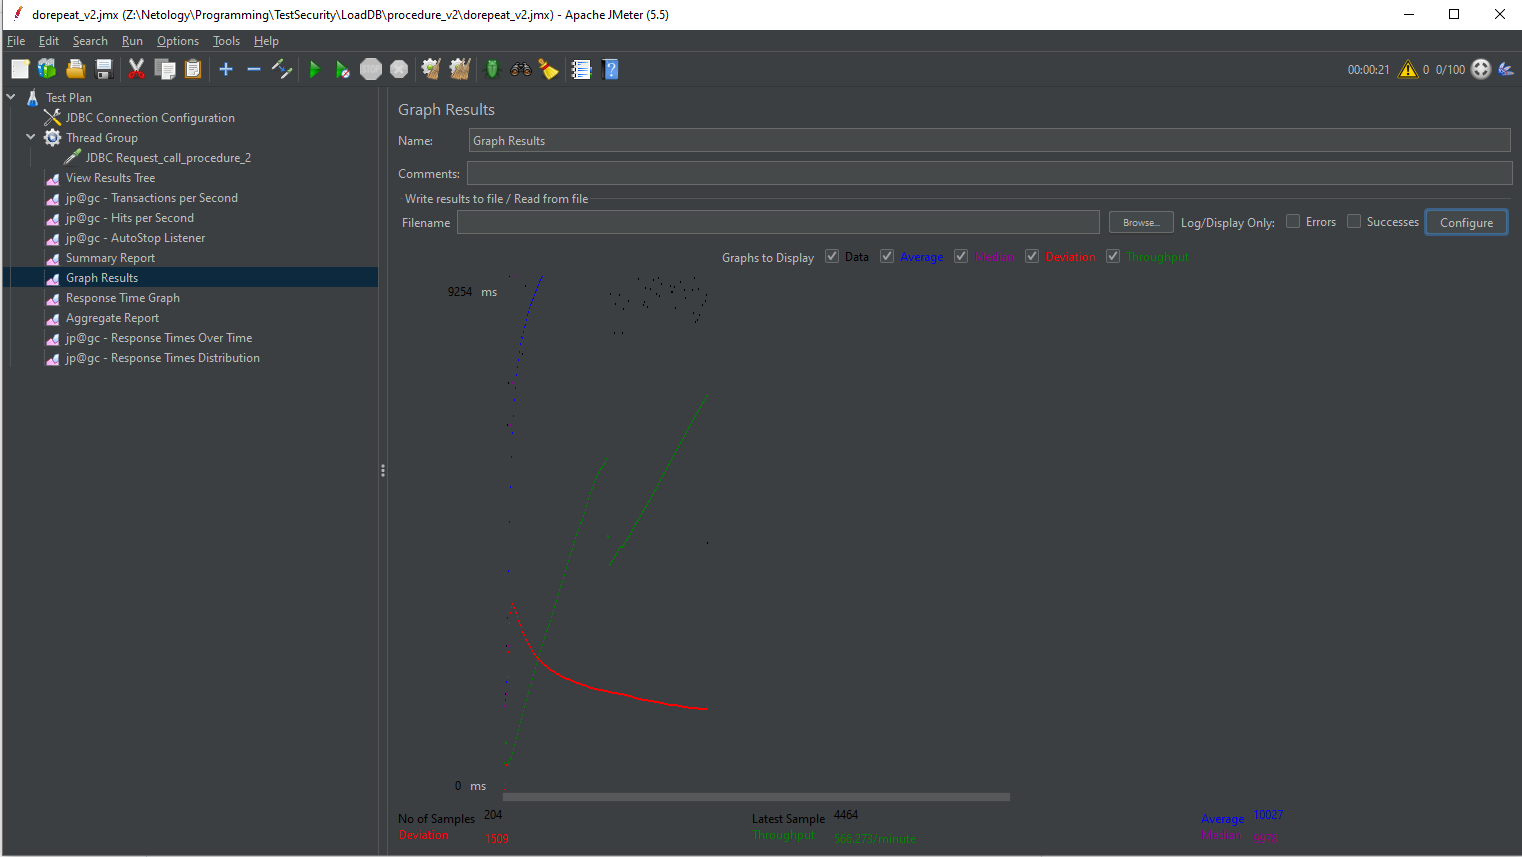 dorepeat_v2.jmx (Z:\Netology\Programming\TestSecurity\LoadDB\procedure_v2\dorepeat_v2.jmx) - Apache JMeter (5.5)
File Edit Search Run Options Tools Help
STOP 00:00:21 0 0/100
Test Plan
JDBC Connection Configuration
Thread Group
JDBC Request_call_procedure_2
View Results Tree
jp@gc - Transactions per Second
jp@gc - Hits per Second
jp@gc - AutoStop Listener
Summary Report
Graph Results
Response Time Graph
Aggregate Report
jp@gc - Response Times Over Time
jp@gc - Response Times Distribution
Graph Results
Name: Graph Results
Comments:
Write results to file / Read from file
Filename Browse... Log/Display Only: Errors Successes Configure
Graphs to Display Data Average Median Deviation Throughput
9254 ms
0 ms
No of Samples 204 Latest Sample 4464 Average 10027
Deviation 1509 Throughput Median